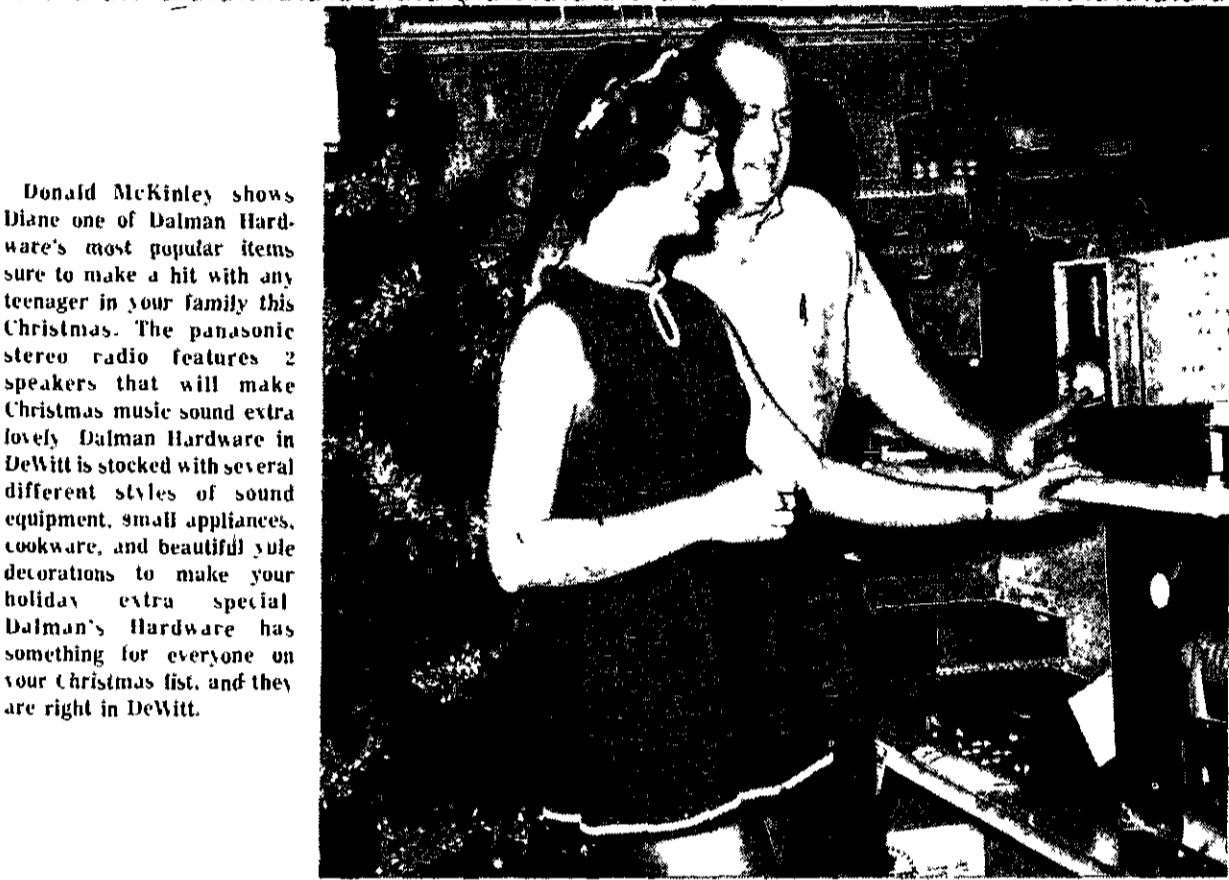 Donald McKinley shows
Diane one of Dalman Hard-
ware's most popular items
sure to make a hit with any
teenager in your family this
Christmas. The panasonic
stereo radio features 2
speakers that will make
Christmas music sound extra
lovely Dalman Hardware in
DeWitt is stocked with several
different styles of sound
equipment, small appliances,
cookware, and beautiful yule
decorations to make your
holiday extra special
Dalman's Hardware has
something for everyone on
your Christmas list, and they
are right in DeWitt.